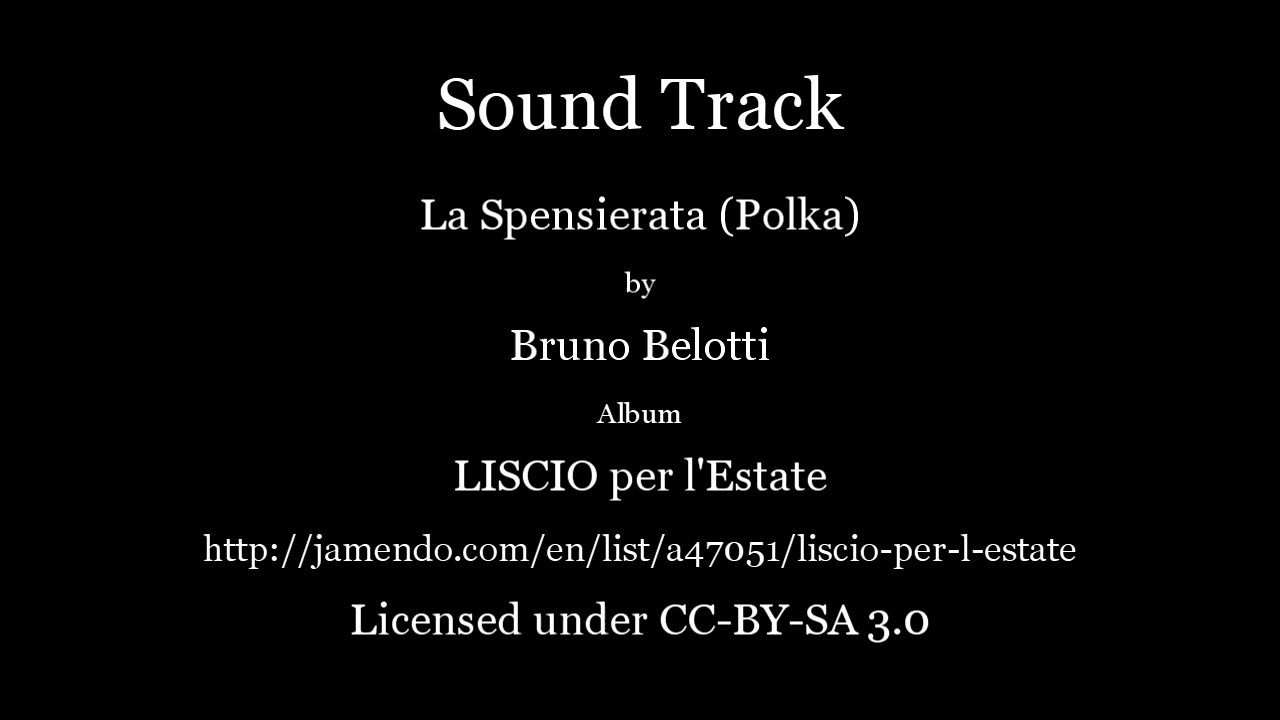 Sound Track
La Spensierata (Polka)
by
Bruno Belotti
Album
LISCIO per l'Estate
http://jamendo.com/en/list/a47051/liscio-per-l-estate
Licensed under CC-BY-SA 3.0